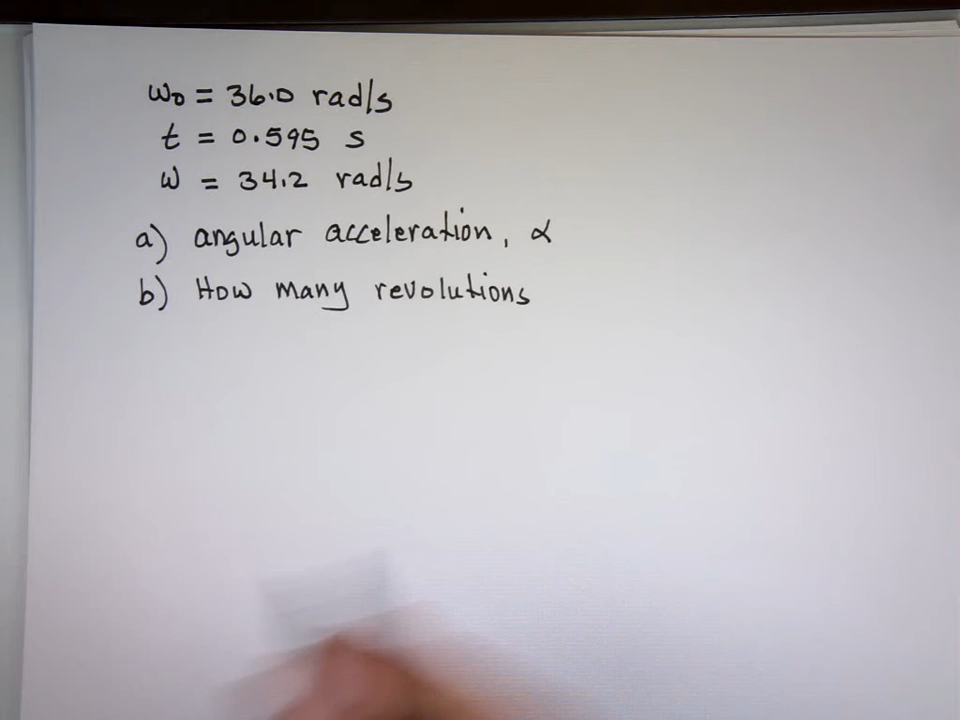 ω₀ = 36.0 rad/s
t = 0.595 s
ω = 34.2 rad/s
a) angular acceleration, α
b) How many revolutions